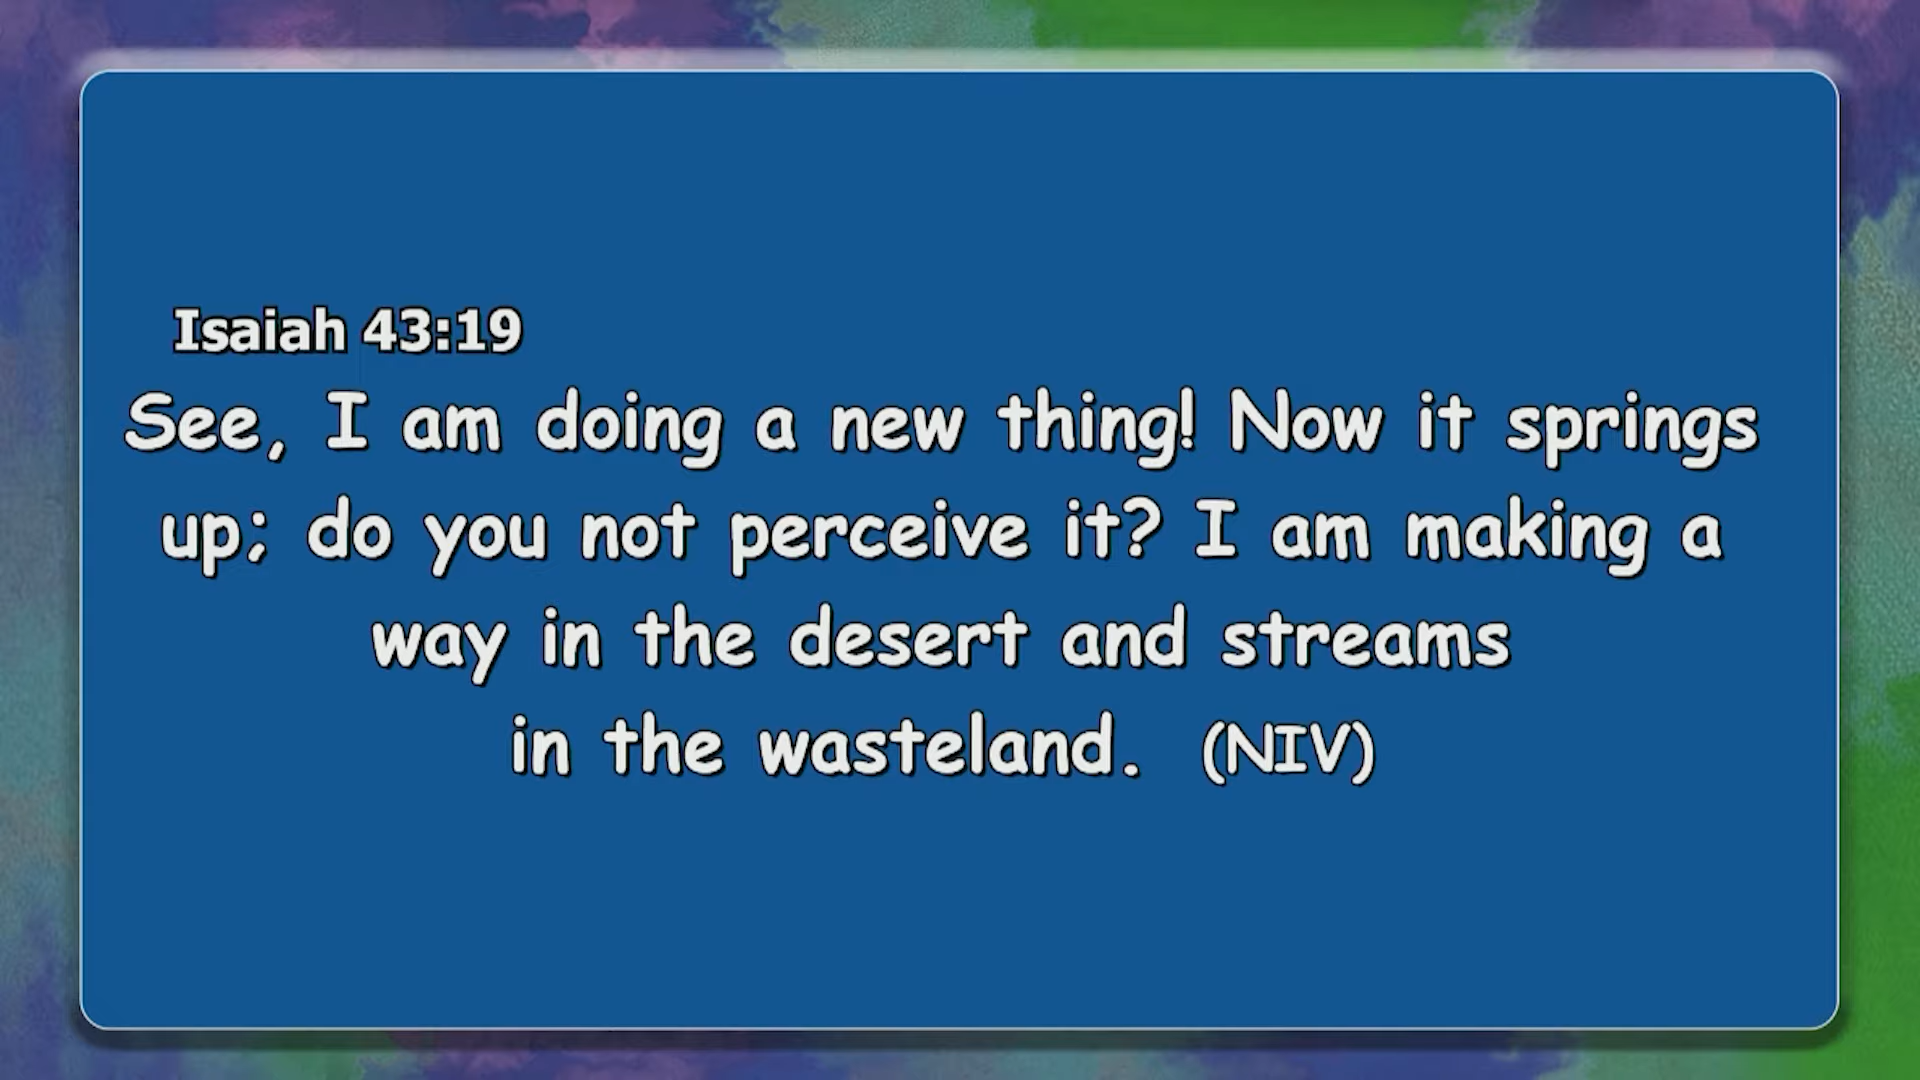 Isaiah 43:19
See, I am doing a new thing! Now it springs
up; do you not perceive it? I am making a
way in the desert and streams
in the wasteland. (NIV)